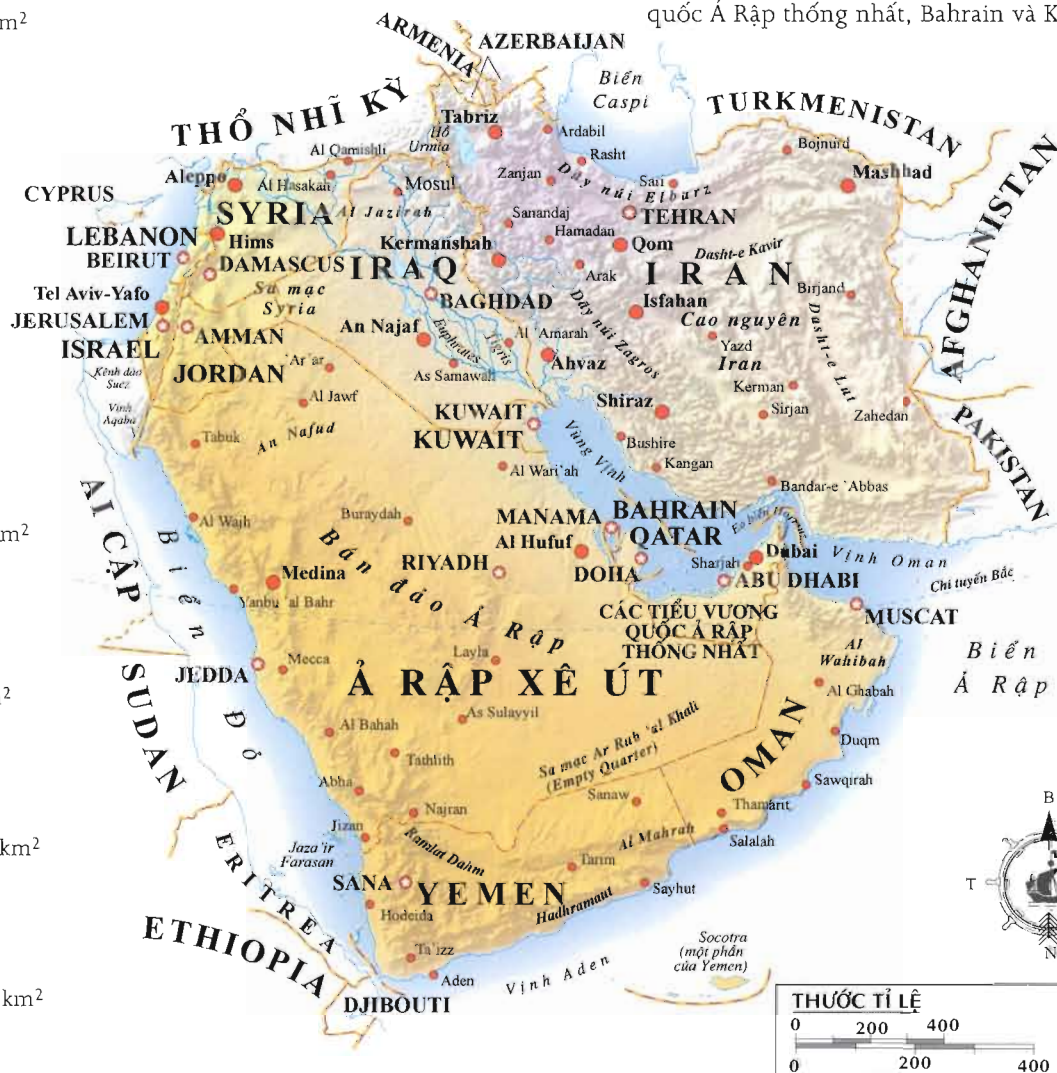 m²
quốc Ả Rập thống nhất, Bahrain và K
ARMENIA
AZERBAIJAN
Biển
Caspi
TURKMENISTAN
THỔ NHĨ KỲ
Tabriz
Hồ
Urmia
Ardabil
Bojnurd
Al Qamishli
Rasht
Aleppo
Al Hasakan
Mosul
Zanjan
Dãy núi Elburz
Sari
Mashhad
CYPRUS
SYRIA
Al Jazirah
Sanandaj
TEHRAN
AFGHANISTAN
LEBANON
Hims
Kermanshah
Hamadan
Qom
Dasht-e Kavir
BEIRUT
DAMASCUS
IRAQ
Arak
IRAN
Birjand
Tel Aviv-Yafo
Sa mạc
Syria
BAGHDAD
Dãy núi Zagros
Isfahan
Cao nguyên
Iran
Dasht-e Lut
JERUSALEM
AMMAN
An Najaf
Euphrates
Tigris
Al 'Amarah
Yazd
ISRAEL
'Ar'ar
As Samawah
Ahvaz
Kerman
Kênh đào
Suez
JORDAN
Al Jawf
Shiraz
Sirjan
Zahedan
Vịnh
Aqaba
KUWAIT
KUWAIT
PAKISTAN
Tabuk
An Nafud
Vùng Vịnh
Bushire
Al Wari'ah
Kangan
Bandar-e 'Abbas
AI CẬP
Al Wajh
Buraydah
MANAMA
BAHRAIN
m²
Biển Đỏ
Bán đảo Ả Rập
Al Hufuf
QATAR
Eo biển Hormuz
Dubai
Vịnh Oman
Medina
RIYADH
DOHA
Sharjah
ABU DHABI
Chí tuyến Bắc
Yanbu 'al Bahr
CÁC TIỂU VƯƠNG
QUỐC Ả RẬP
THỐNG NHẤT
MUSCAT
SUDAN
JEDDA
Mecca
Layla
Al
Wahibah
Biển
Ả Rập
Ả RẬP XÊ ÚT
Al Ghabah
²
Al Bahah
As Sulayyil
OMAN
Duqm
Tathlith
Sa mạc Ar Rub 'al Khali
(Empty Quarter)
Abha
Sanaw
Sawqirah
Najran
Thamarit
B
ERITREA
Jizan
Al Mahrah
Salalah
km²
Jaza'ir
Farasan
Ramlat Dahm
Tarim
SANA
YEMEN
Hadhramaut
Sayhut
T
Hodeida
ETHIOPIA
Ta'izz
Socotra
(một phần
của Yemen)
N
Aden
Vịnh Aden
km²
DJIBOUTI
THƯỚC TỈ LỆ
0 200 400
0 200 400